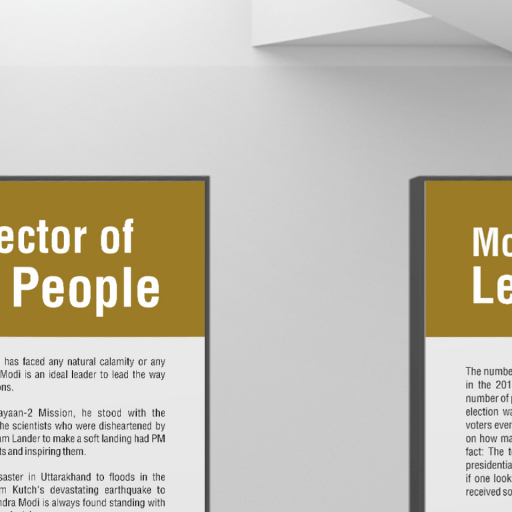 ector of
People
has faced any natural calamity or any
Modi is an ideal leader to lead the way
ons.
ayaan-2 Mission, he stood with the
he scientists who were disheartened by
am Lander to make a soft landing had PM
ts and inspiring them.
saster in Uttarakhand to floods in the
m Kutch's devastating earthquake to
ndra Modi is always found standing with
Mo
Le
The numbe
in the 201
number of p
election wa
voters ever
on how ma
fact: The t
presidentia
if one look
received so